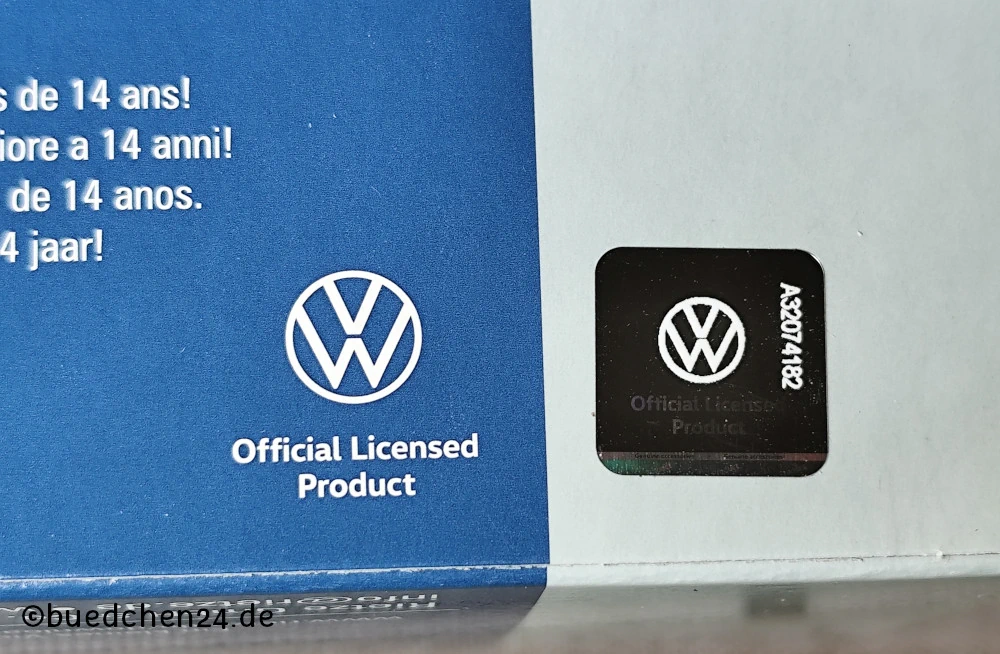 s de 14 ans!
iore a 14 anni!
de 14 anos.
4 jaar!
Official Licensed
Product
A32074182
Official Licensed
Product
©buedchen24.de